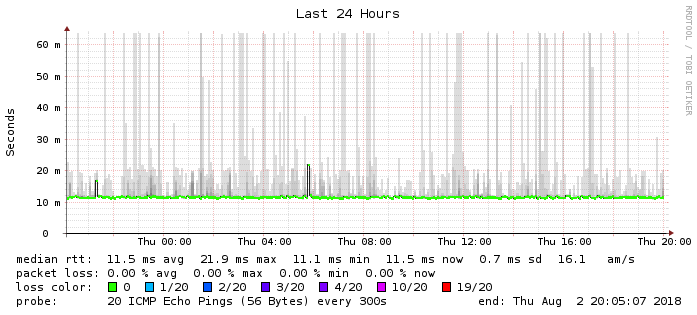 Last 24 Hours
RRDTOOL / TOBI OETIKER
Seconds
60 m
50 m
40 m
30 m
20 m
10 m
0
Thu 00:00 Thu 04:00 Thu 08:00 Thu 12:00 Thu 16:00 Thu 20:00
median rtt: 11.5 ms avg 21.9 ms max 11.1 ms min 11.5 ms now 0.7 ms sd 16.1 am/s
packet loss: 0.00 % avg 0.00 % max 0.00 % min 0.00 % now
loss color: 0 1/20 2/20 3/20 4/20 10/20 19/20
probe: 20 ICMP Echo Pings (56 Bytes) every 300s end: Thu Aug 2 20:05:07 2018